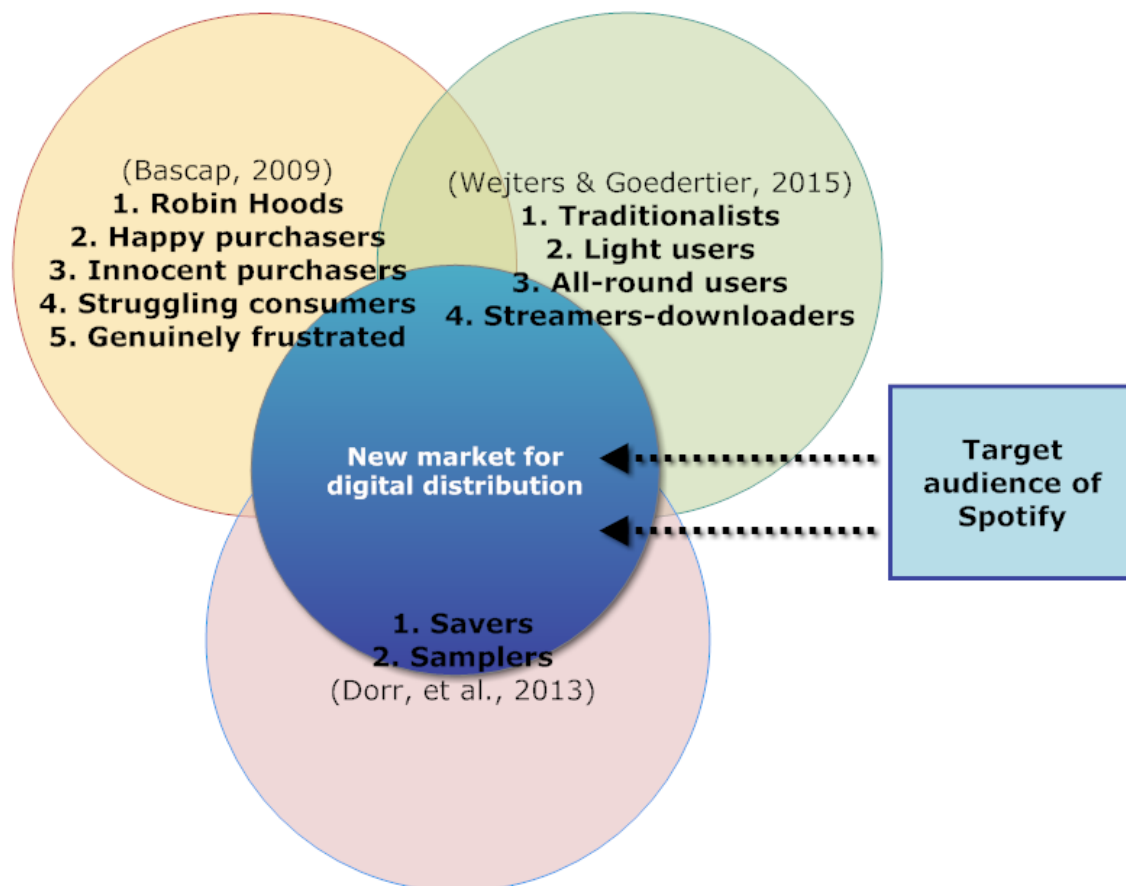 (Bascap, 2009)
1. Robin Hoods
2. Happy purchasers
3. Innocent purchasers
4. Struggling consumers
5. Genuinely frustrated
(Wejters & Goedertier, 2015)
1. Traditionalists
2. Light users
3. All-round users
4. Streamers-downloaders
New market for
digital distribution
Target
audience of
Spotify
1. Savers
2. Samplers
(Dorr, et al., 2013)